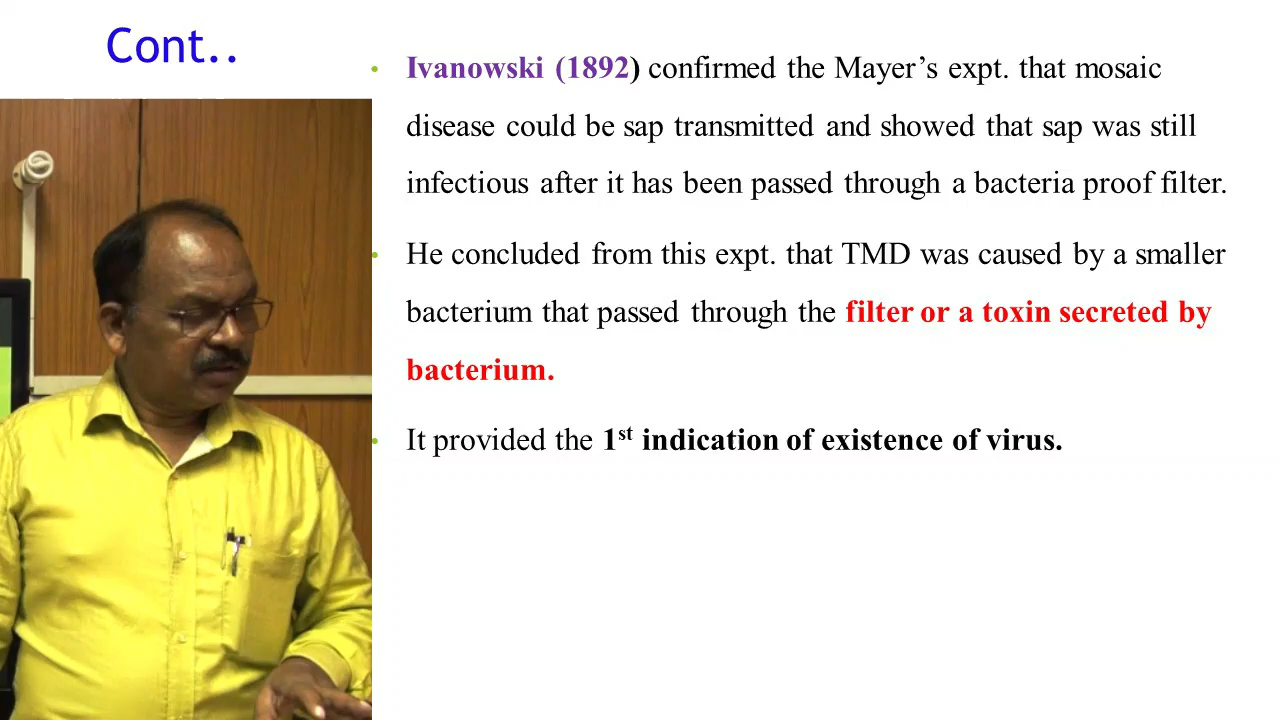 Cont..
• Ivanowski (1892) confirmed the Mayer’s expt. that mosaic
disease could be sap transmitted and showed that sap was still
infectious after it has been passed through a bacteria proof filter.
• He concluded from this expt. that TMD was caused by a smaller
bacterium that passed through the filter or a toxin secreted by
bacterium.
• It provided the 1st indication of existence of virus.